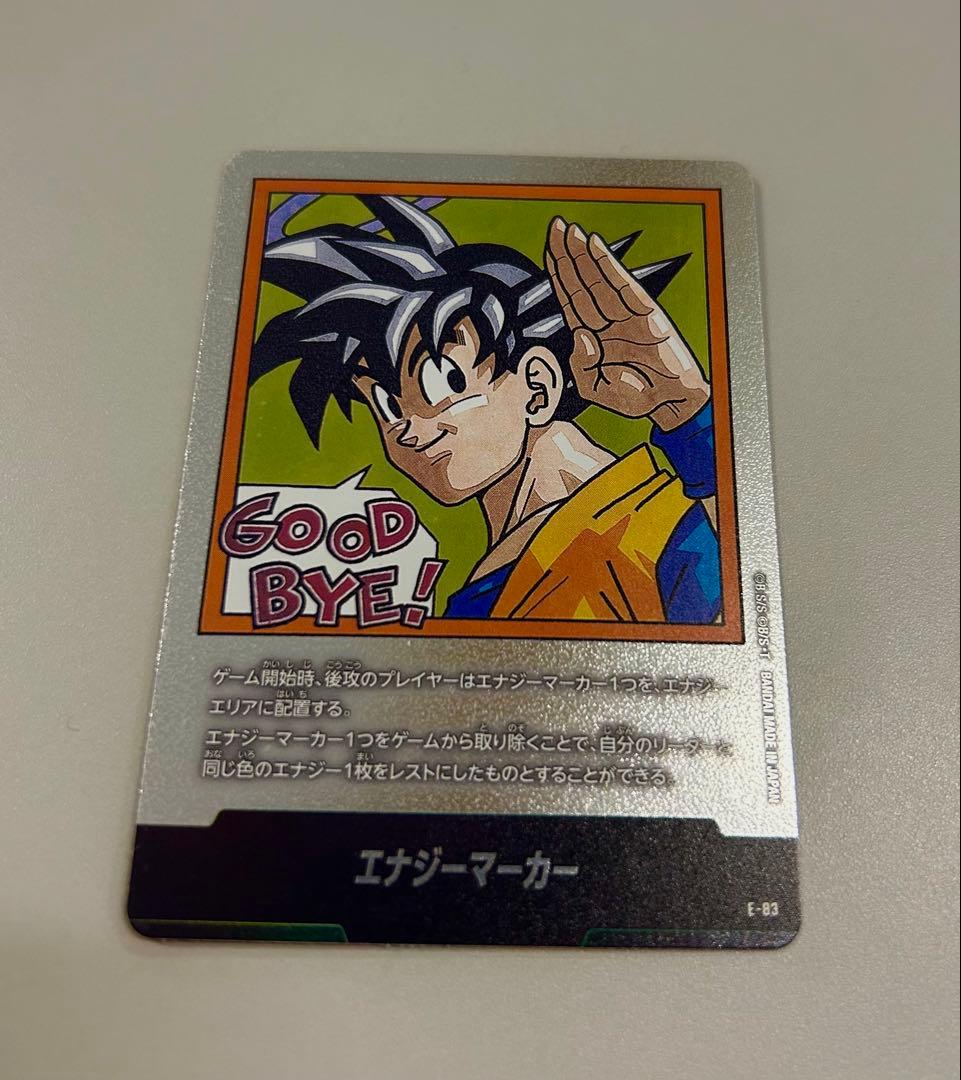 GOOD
BYE!
ゲーム開始時、後攻のプレイヤーはエナジーマーカー1つを、エナジー
エリアに配置する。
エナジーマーカー1つをゲームから取り除くことで、自分のリーダーと
同じ色のエナジー1枚をレストにしたものとすることができる。
©B S/S ©B/S･T BANDAI MADE IN JAPAN
エナジーマーカー
E-83